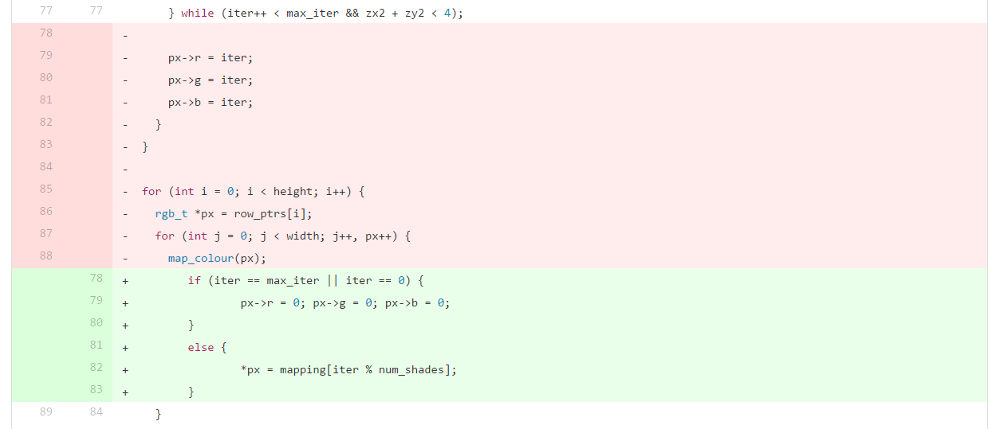 77 77 } while (iter++ < max_iter && zx2 + zy2 < 4);
78 -
79 - px->r = iter;
80 - px->g = iter;
81 - px->b = iter;
82 - }
83 - }
84 -
85 - for (int i = 0; i < height; i++) {
86 - rgb_t *px = row_ptrs[i];
87 - for (int j = 0; j < width; j++, px++) {
88 - map_colour(px);
78 + if (iter == max_iter || iter == 0) {
79 + px->r = 0; px->g = 0; px->b = 0;
80 + }
81 + else {
82 + *px = mapping[iter % num_shades];
83 + }
89 84 }